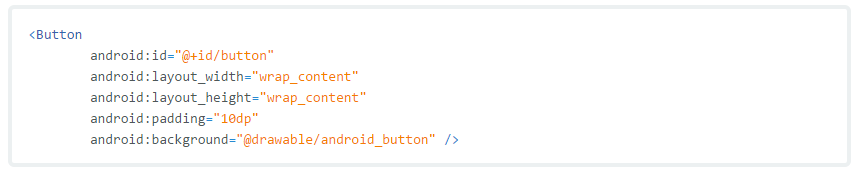 <Button
android:id="@+id/button"
android:layout_width="wrap_content"
android:layout_height="wrap_content"
android:padding="10dp"
android:background="@drawable/android_button" />